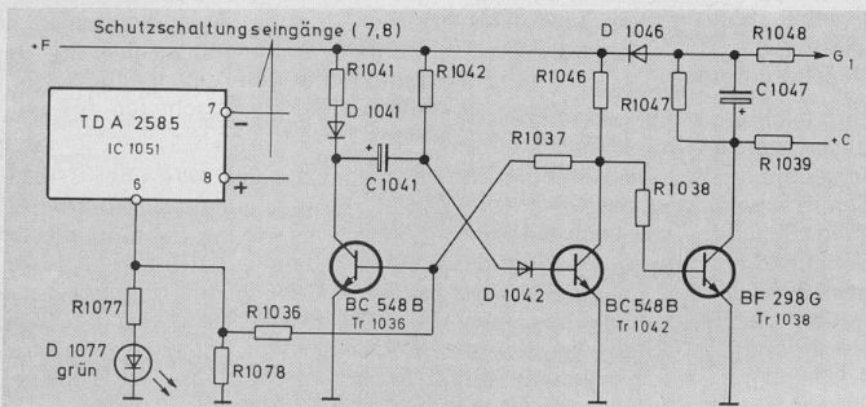 Schutzschaltungseingänge (7,8)
+F
D 1046
R1048
G1
R1041
R1042
R1046
R1047
C1047
D 1041
+
7
−
TDA 2585
IC 1051
8
+
6
+
C1041
R1037
R1038
+C
R1039
D 1042
BC 548 B
Tr 1036
BC 548 B
Tr 1042
BF 298 G
Tr 1038
R1077
R1036
D 1077
grün
R1078